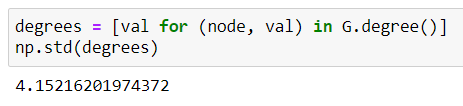 degrees = [val for (node, val) in G.degree()]
np.std(degrees)
4.15216201974372